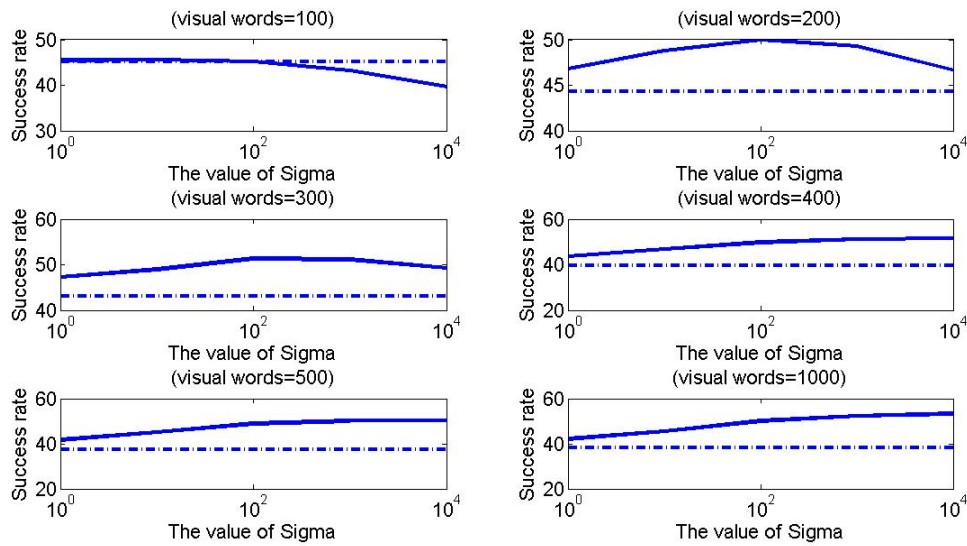 (visual words=100)
50
40
30
Success rate
10^0
10^2
10^4
The value of Sigma
(visual words=200)
50
45
40
Success rate
10^0
10^2
10^4
The value of Sigma
(visual words=300)
60
50
40
Success rate
10^0
10^2
10^4
The value of Sigma
(visual words=400)
60
40
20
Success rate
10^0
10^2
10^4
The value of Sigma
(visual words=500)
60
40
20
Success rate
10^0
10^2
10^4
The value of Sigma
(visual words=1000)
60
40
20
Success rate
10^0
10^2
10^4
The value of Sigma